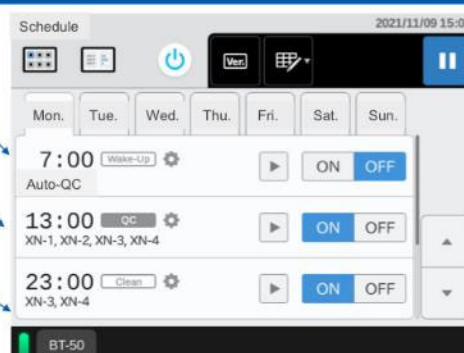 Schedule 2021/11/09 15:0
Ver.
Mon. Tue. Wed. Thu. Fri. Sat. Sun.
7:00 Wake-Up ON OFF
Auto-QC
13:00 QC ON OFF
XN-1, XN-2, XN-3, XN-4
23:00 Clean ON OFF
XN-3, XN-4
BT-50